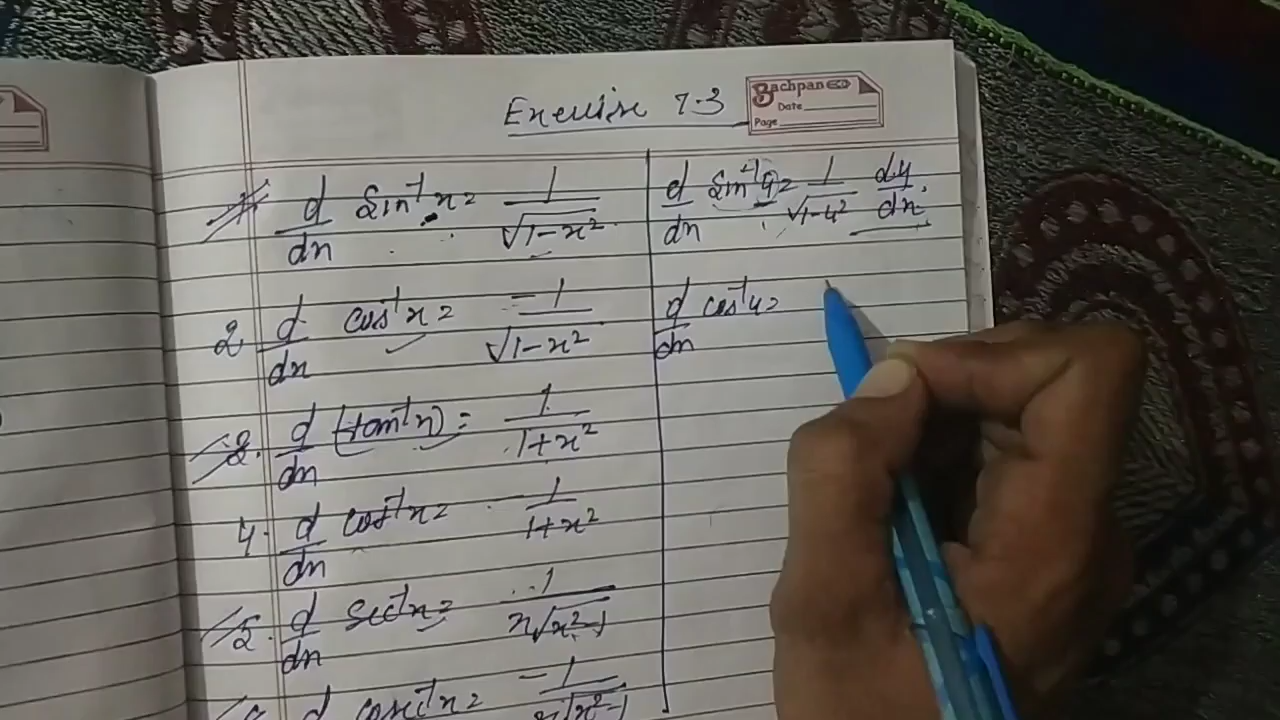 Exercise 7.3
Bachpan
Date
Page
1. d/dx Sin⁻¹x = 1/√1-x²
d/dx Sin⁻¹y = 1/√1-y² dy/dx.
2 d/dx cos⁻¹x = -1/√1-x²
d/dx cos⁻¹y =
3. d/dx (tan⁻¹x) = 1/1+x²
4. d/dx cot⁻¹x = -1/1+x²
5. d/dx sec⁻¹x = 1/x√x²-1
d cosec⁻¹x = -1/x√x²-1